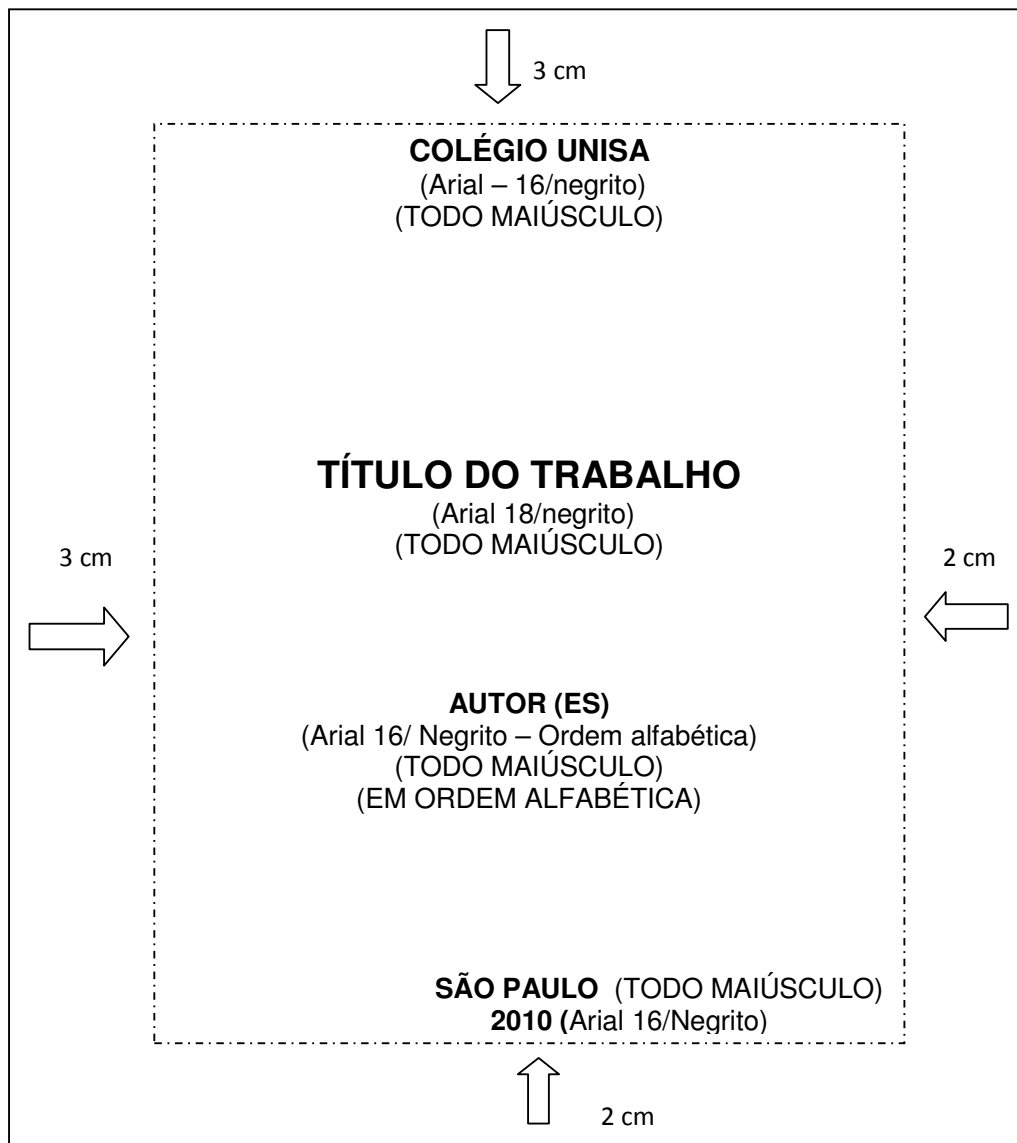 3 cm
COLÉGIO UNISA
(Arial – 16/negrito)
(TODO MAIÚSCULO)
TÍTULO DO TRABALHO
(Arial 18/negrito)
(TODO MAIÚSCULO)
3 cm
2 cm
AUTOR (ES)
(Arial 16/ Negrito – Ordem alfabética)
(TODO MAIÚSCULO)
(EM ORDEM ALFABÉTICA)
SÃO PAULO (TODO MAIÚSCULO)
2010 (Arial 16/Negrito)
2 cm